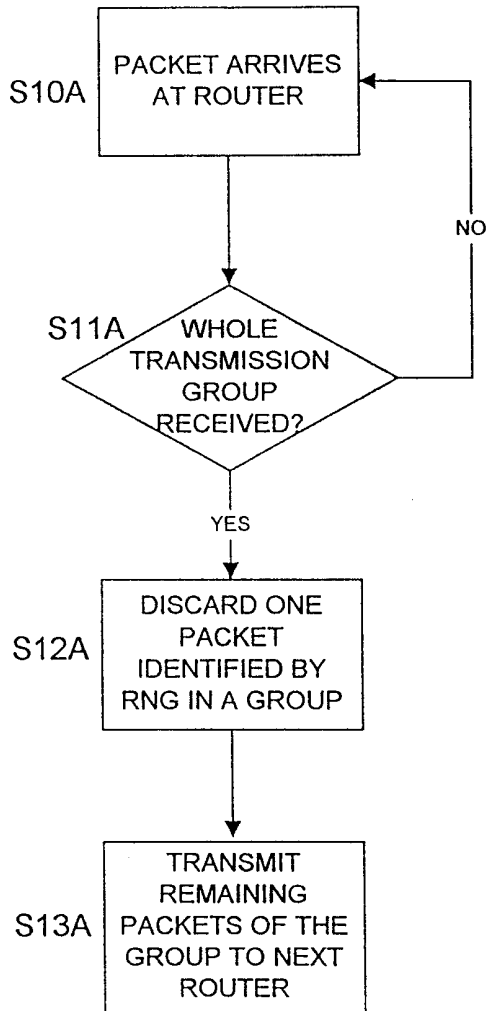 S10A
PACKET ARRIVES
AT ROUTER
NO
S11A
WHOLE
TRANSMISSION
GROUP
RECEIVED?
YES
S12A
DISCARD ONE
PACKET
IDENTIFIED BY
RNG IN A GROUP
S13A
TRANSMIT
REMAINING
PACKETS OF THE
GROUP TO NEXT
ROUTER